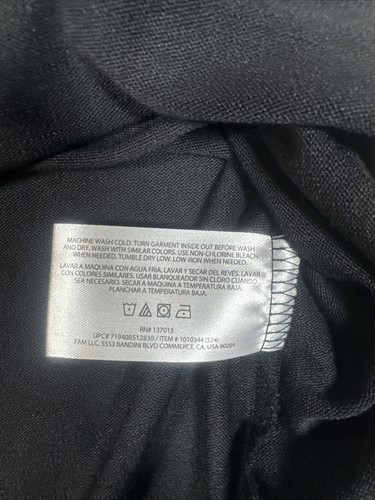 MACHINE WASH COLD. TURN GARMENT INSIDE OUT BEFORE WASH
AND DRY. WASH WITH SIMILAR COLORS. USE NON-CHLORINE BLEACH
WHEN NEEDED. TUMBLE DRY LOW. LOW IRON WHEN NEEDED.
LAVAR A MAQUINA CON AGUA FRIA. LAVAR Y SECAR DEL REVÉS. LAVAR
CON COLORES SIMILARES. USAR BLANQUEADOR SIN CLORO CUANDO
SEA NECESARIO. SECAR A MAQUINA A TEMPERATURA BAJA.
PLANCHAR A TEMPERATURA BAJA.
RN# 137013
UPC# 719408512830 / ITEM # 1010344 (S24)
FAM LLC, 5553 BANDINI BLVD COMMERCE, CA, USA 90201